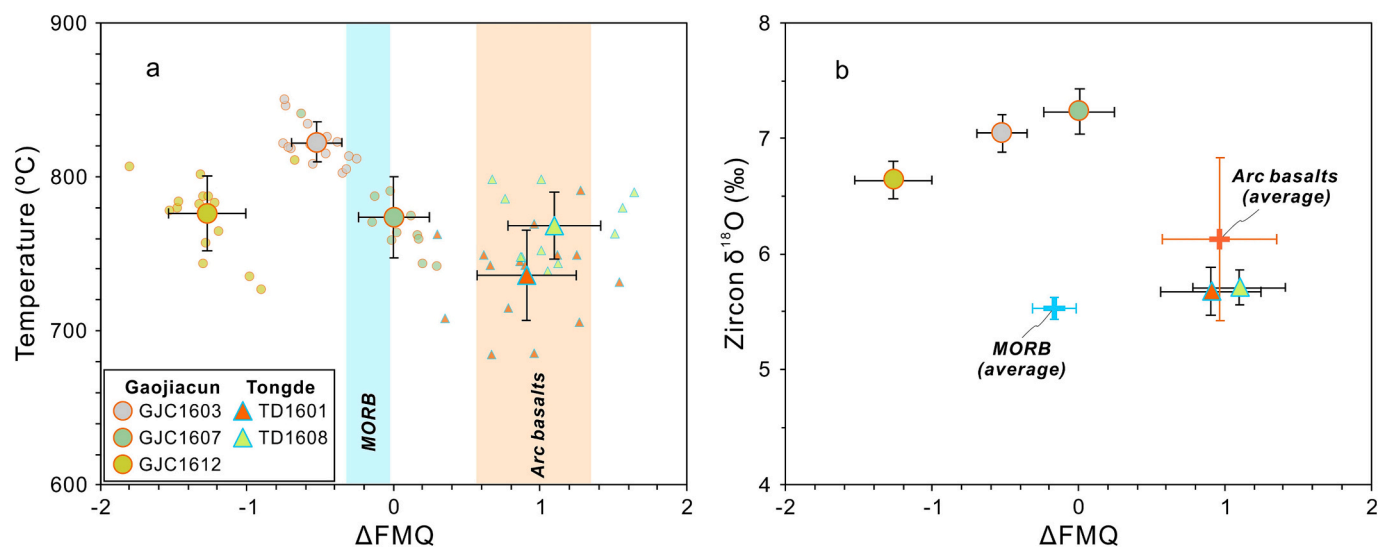 a
Temperature (ºC)
900
800
700
600
MORB
Arc basalts
Gaojiacun
Tongde
GJC1603
TD1601
GJC1607
TD1608
GJC1612
-2
-1
0
1
2
ΔFMQ
b
Zircon δ¹⁸O (‰)
8
7
6
5
4
Arc basalts
(average)
MORB
(average)
-2
-1
0
1
2
ΔFMQ